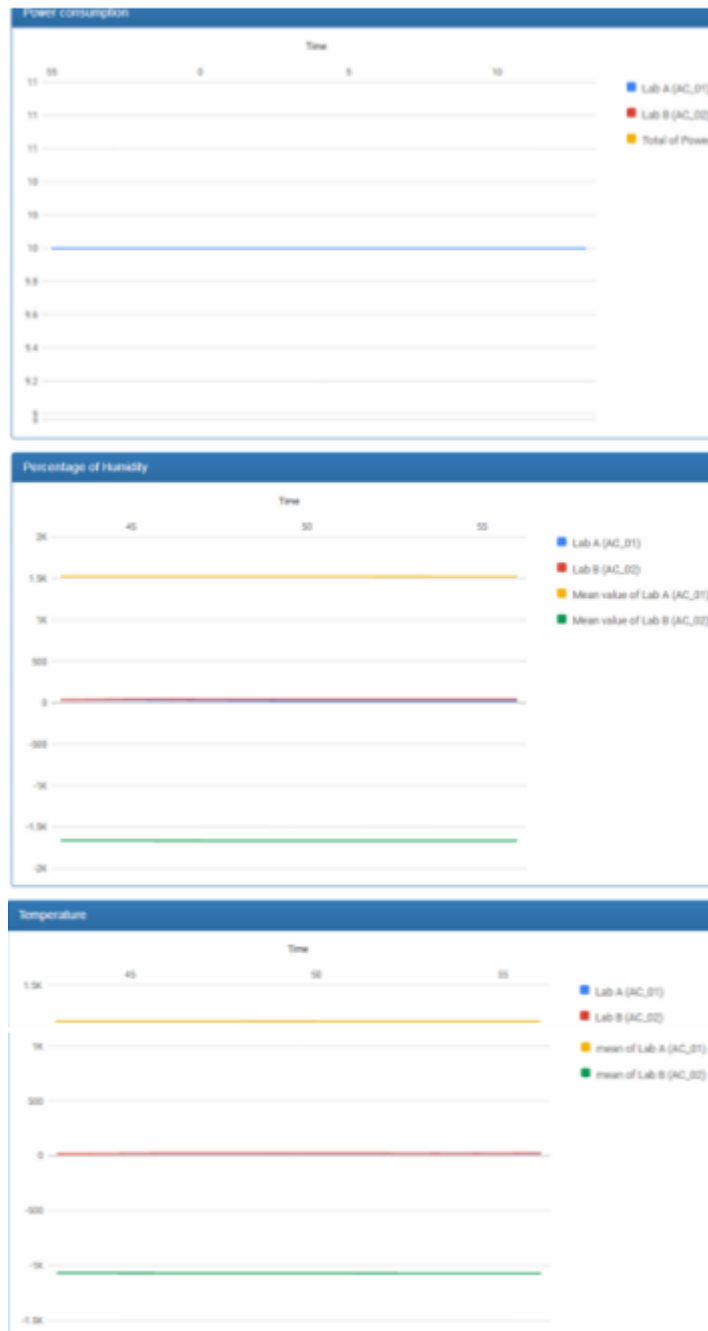 Power consumption
Time
55 0 5 10
11
11
11
10
10
10
9.8
9.6
9.4
9.2
9
Lab A (AC_01)
Lab B (AC_02)
Total of Power
Percentage of Humidity
Time
45 50 55
2K
1.5K
1K
500
0
-500
-1K
-1.5K
-2K
Lab A (AC_01)
Lab B (AC_02)
Mean value of Lab A (AC_01)
Mean value of Lab B (AC_02)
Temperature
Time
45 50 55
1.5K
1K
500
0
-500
-1K
-1.5K
Lab A (AC_01)
Lab B (AC_02)
mean of Lab A (AC_01)
mean of Lab B (AC_02)